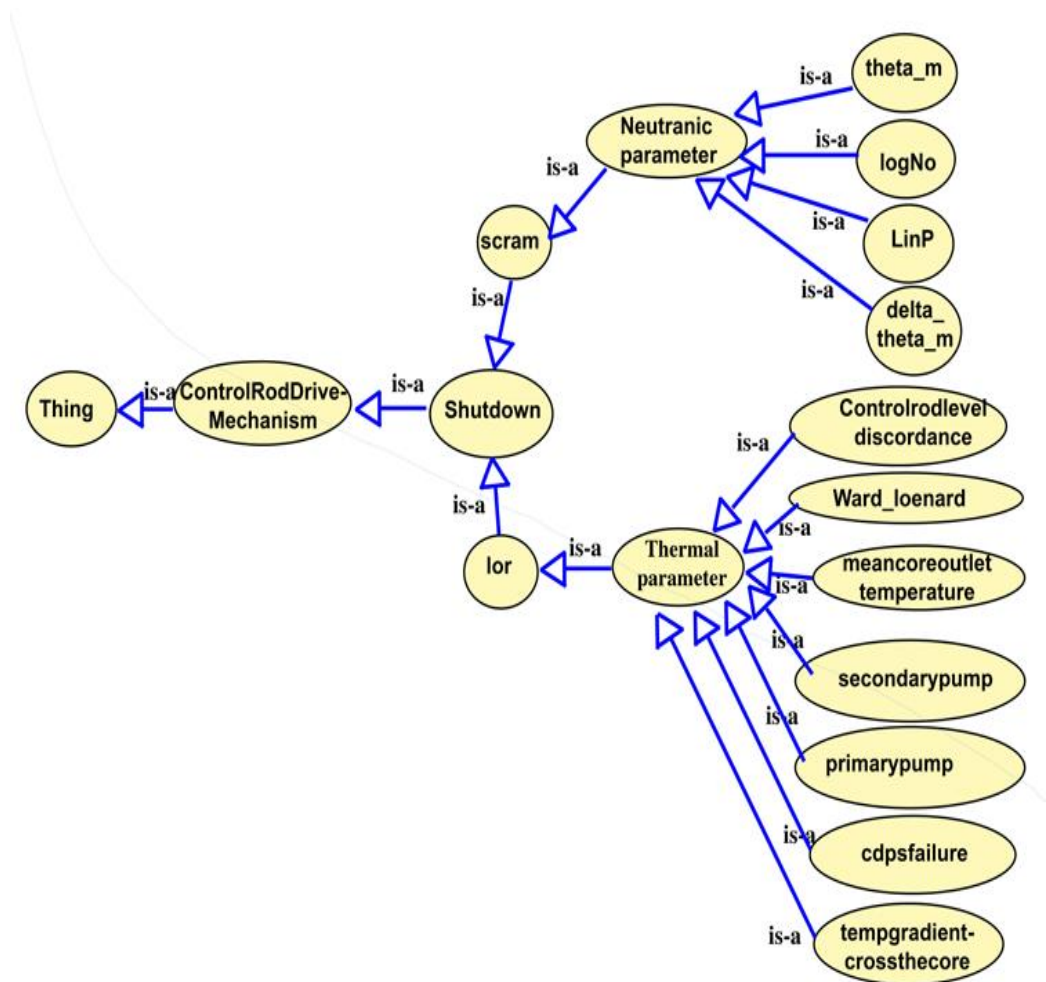 theta_m
is-a
Neutranic
parameter
is-a
logNo
is-a
scram
is-a
LinP
is-a
is-a
delta_
theta_m
Thing
is-a
ControlRodDrive-
Mechanism
is-a
Shutdown
Controlrodlevel
discordance
is-a
is-a
Ward_loenard
is-a
lor
is-a
Thermal
parameter
meancoreoutlet
temperature
is-a
is-a
secondarypump
is-a
primarypump
is-a
cdpsfailure
is-a
tempgradient-
crossthecore